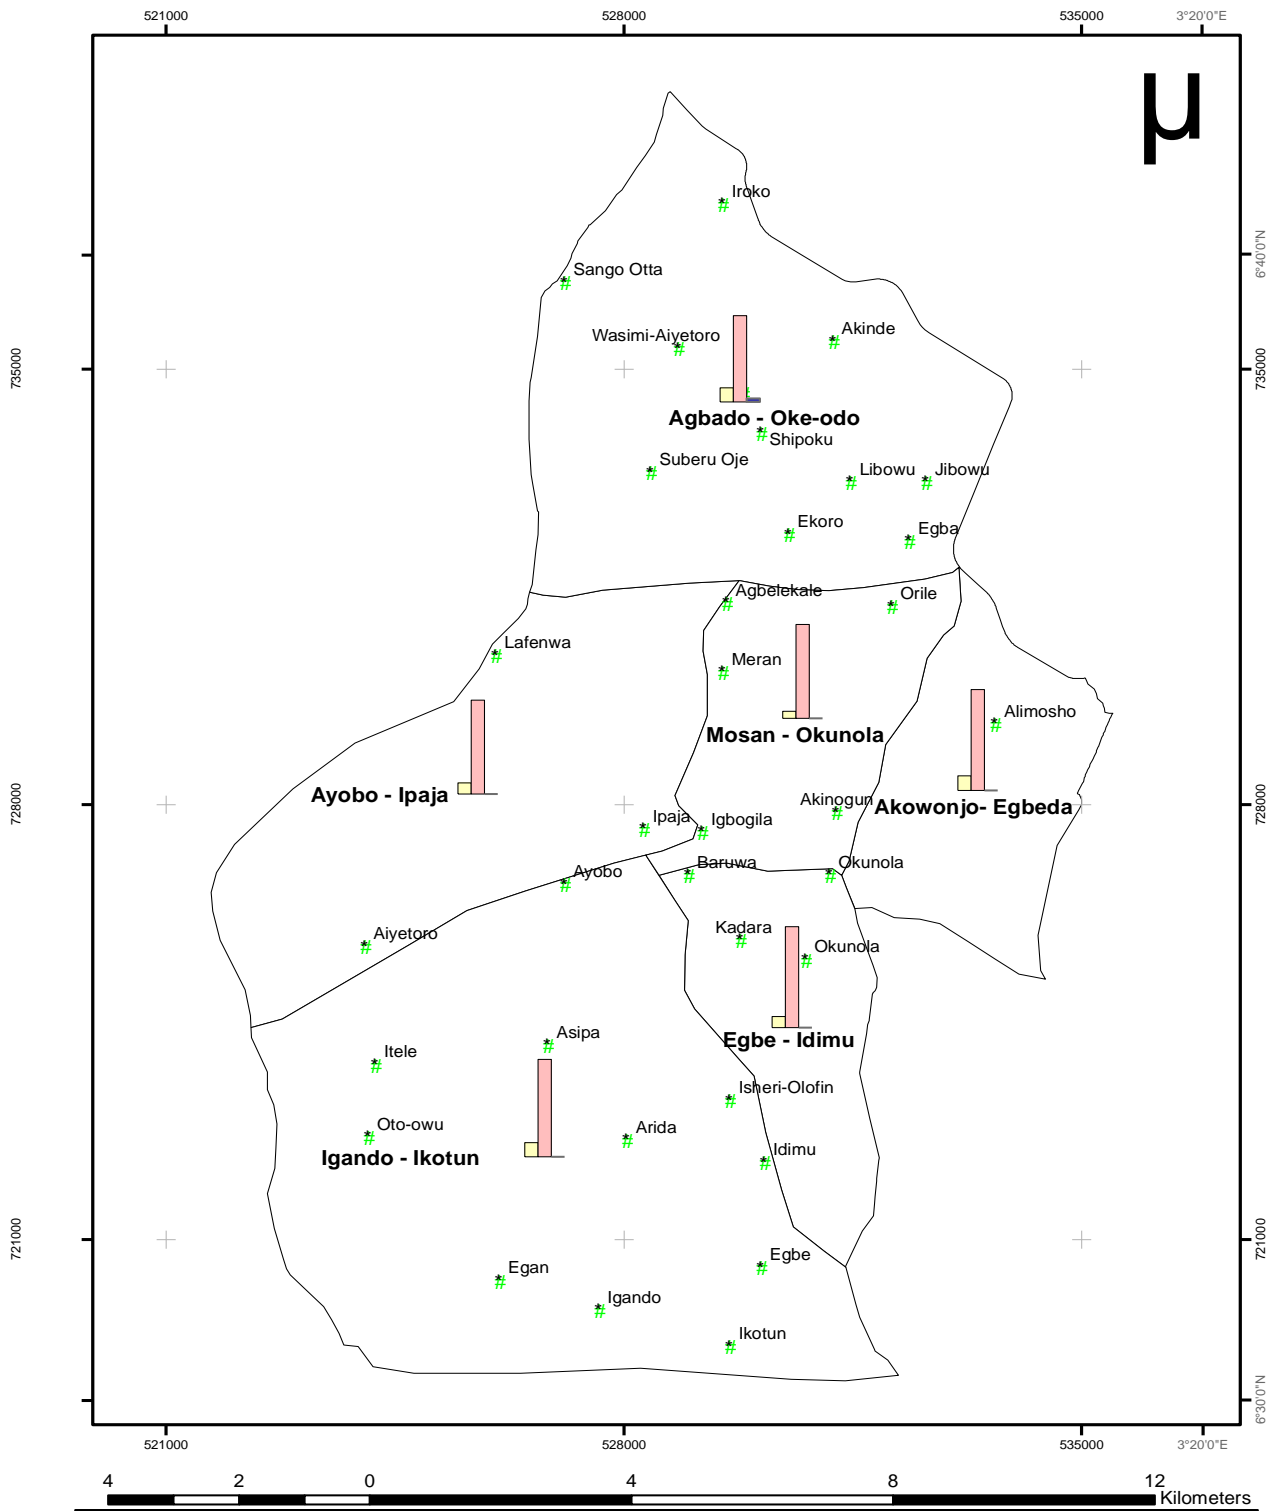 521000 528000 535000 3°20'0"E
µ
Iroko
6°40'0"N
Sango Otta
Wasimi-Aiyetoro
Akinde
735000
735000
Agbado - Oke-odo
Shipoku
Suberu Oje
Libowu
Jibowu
Ekoro
Egba
Agbelekale
Orile
Lafenwa
Meran
Alimosho
Mosan - Okunola
Ayobo - Ipaja
Akinogun
Akowonjo- Egbeda
728000
728000
Ipaja
Igbogila
Baruwa
Okunola
Ayobo
Kadara
Aiyetoro
Okunola
Asipa
Egbe - Idimu
Itele
Isheri-Olofin
Oto-owu
Arida
Idimu
Igando - Ikotun
721000
721000
Egbe
Egan
Igando
Ikotun
6°30'0"N
521000 528000 535000 3°20'0"E
4 2 0 4 8 12
Kilometers